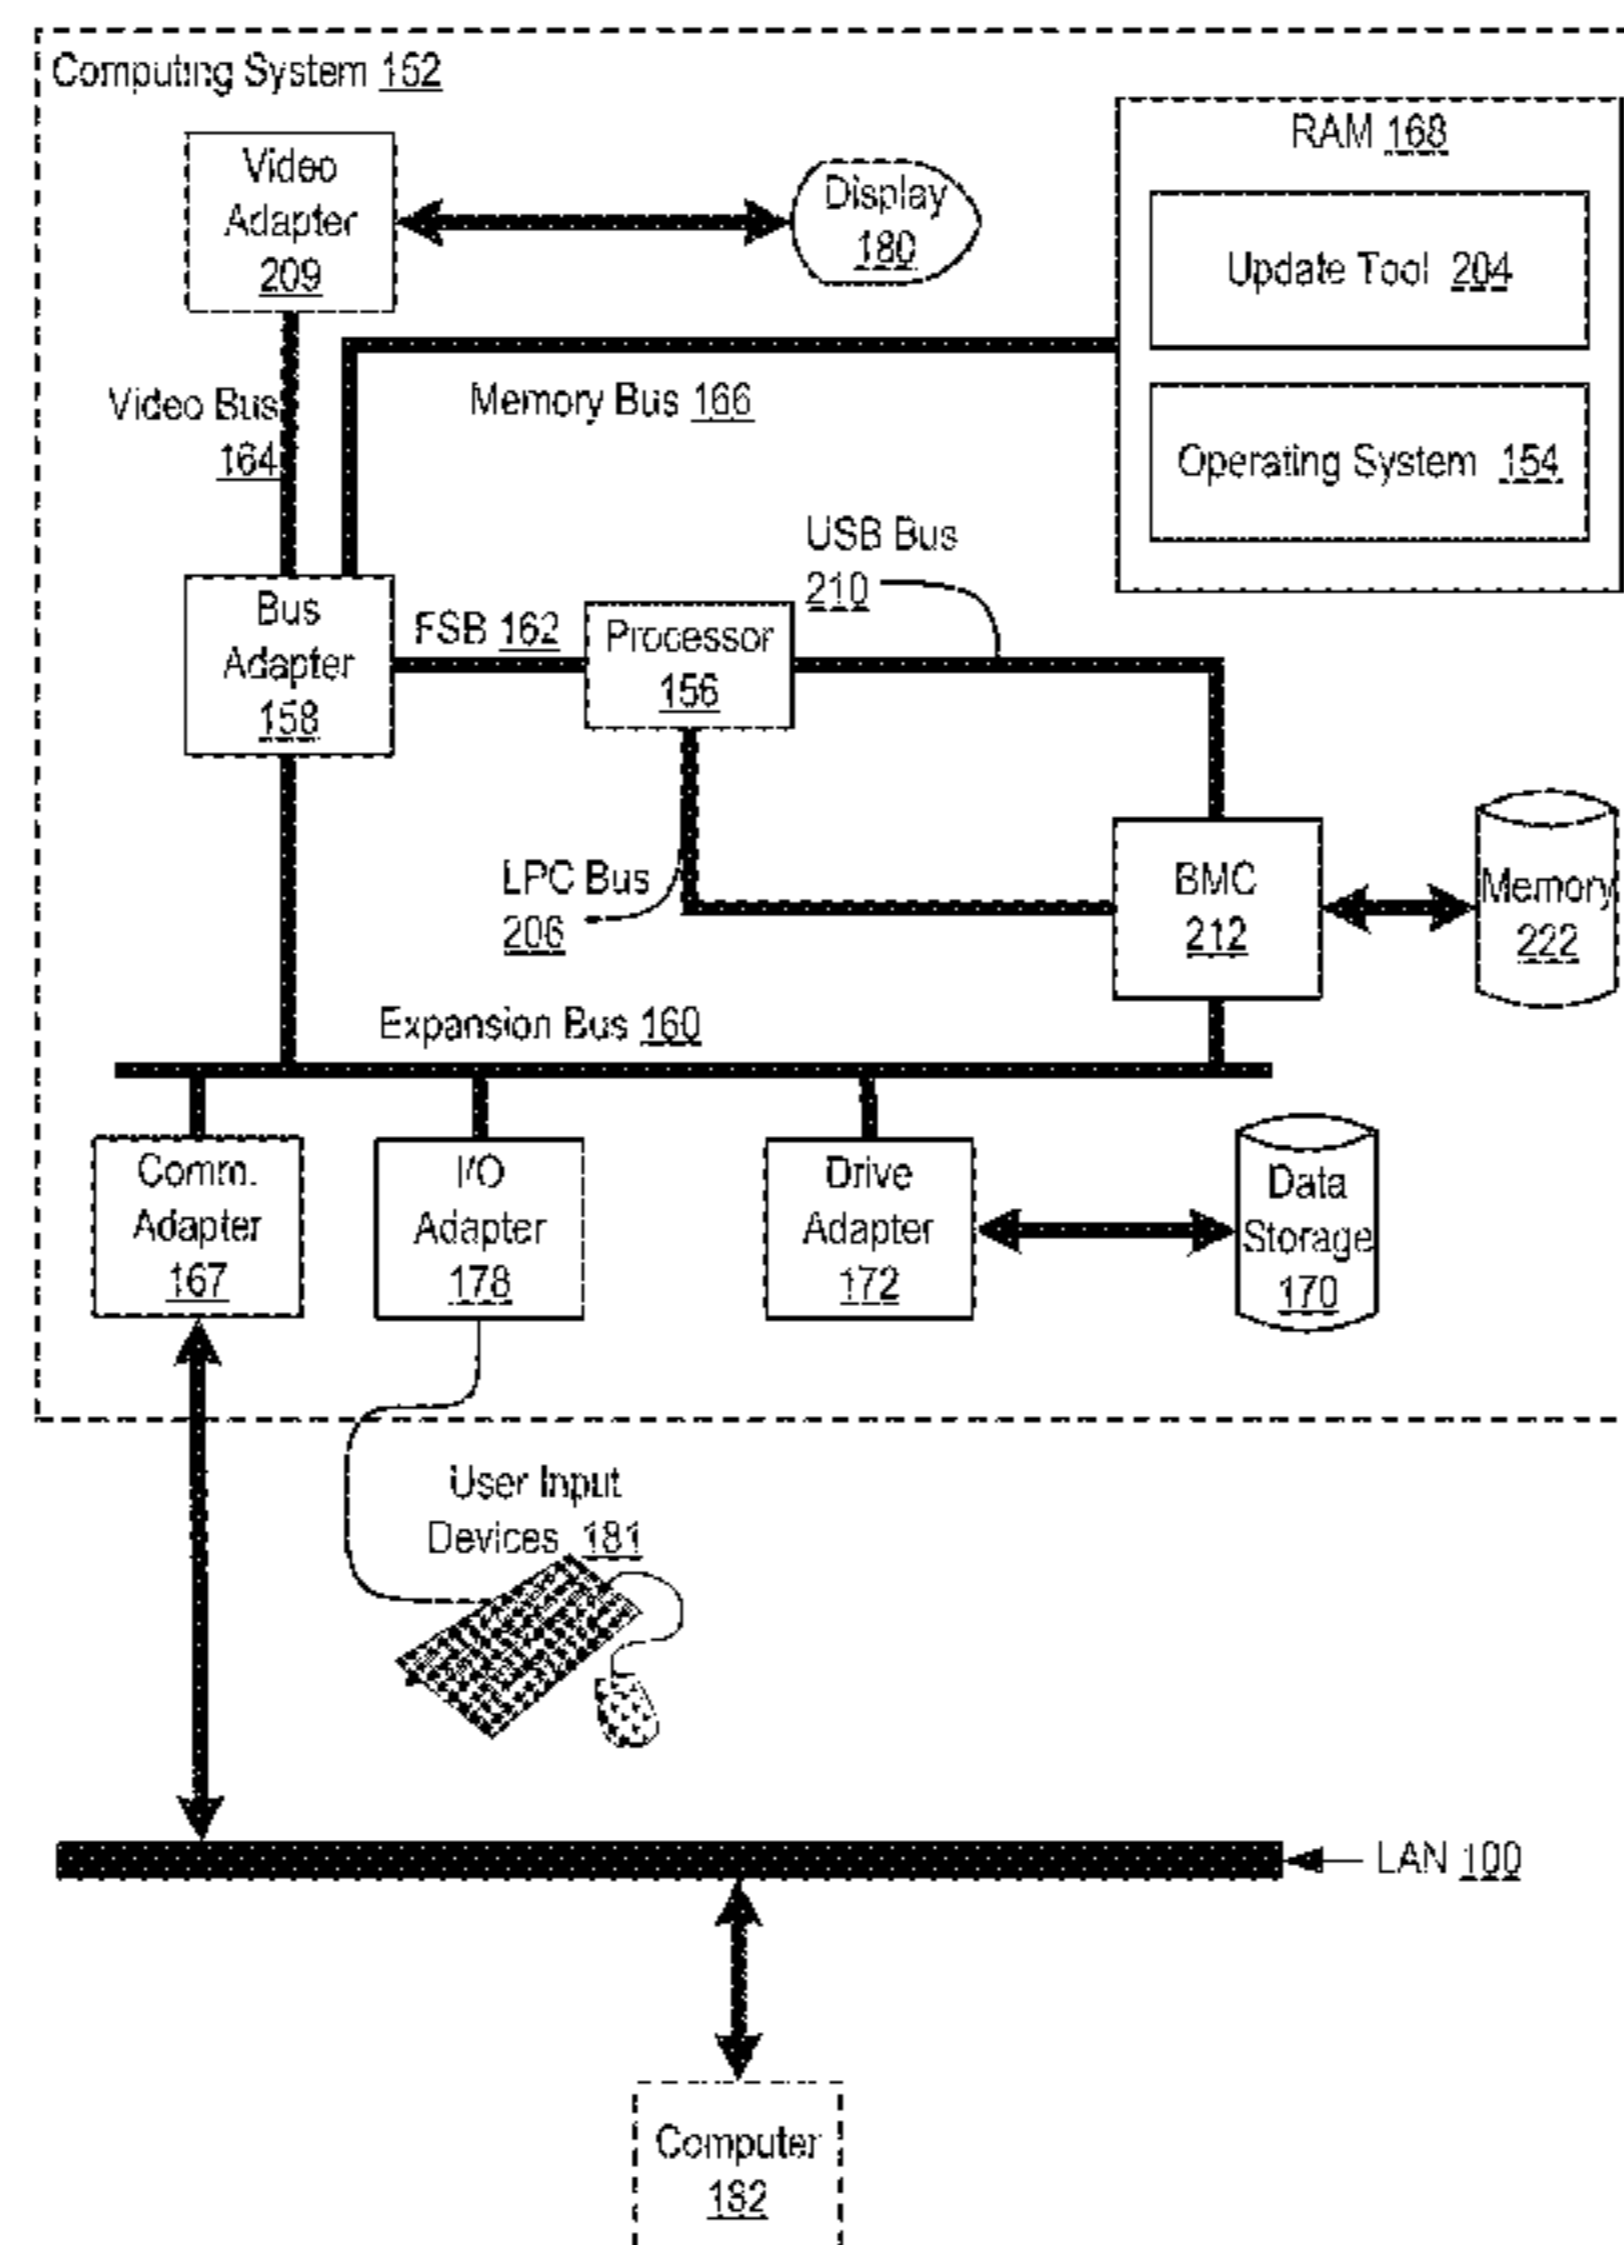 Computing System 152
RAM 168
Video
Adapter
209
Display
180
Update Tool 204
Video Bus
164
Memory Bus 166
Operating System 154
USB Bus
210
Bus
Adapter
158
FSB 162
Processor
156
LPC Bus
206
BMC
212
Memory
222
Expansion Bus 160
Comm.
Adapter
167
I/O
Adapter
178
Drive
Adapter
172
Data
Storage
170
User Input
Devices 181
LAN 100
Computer
182